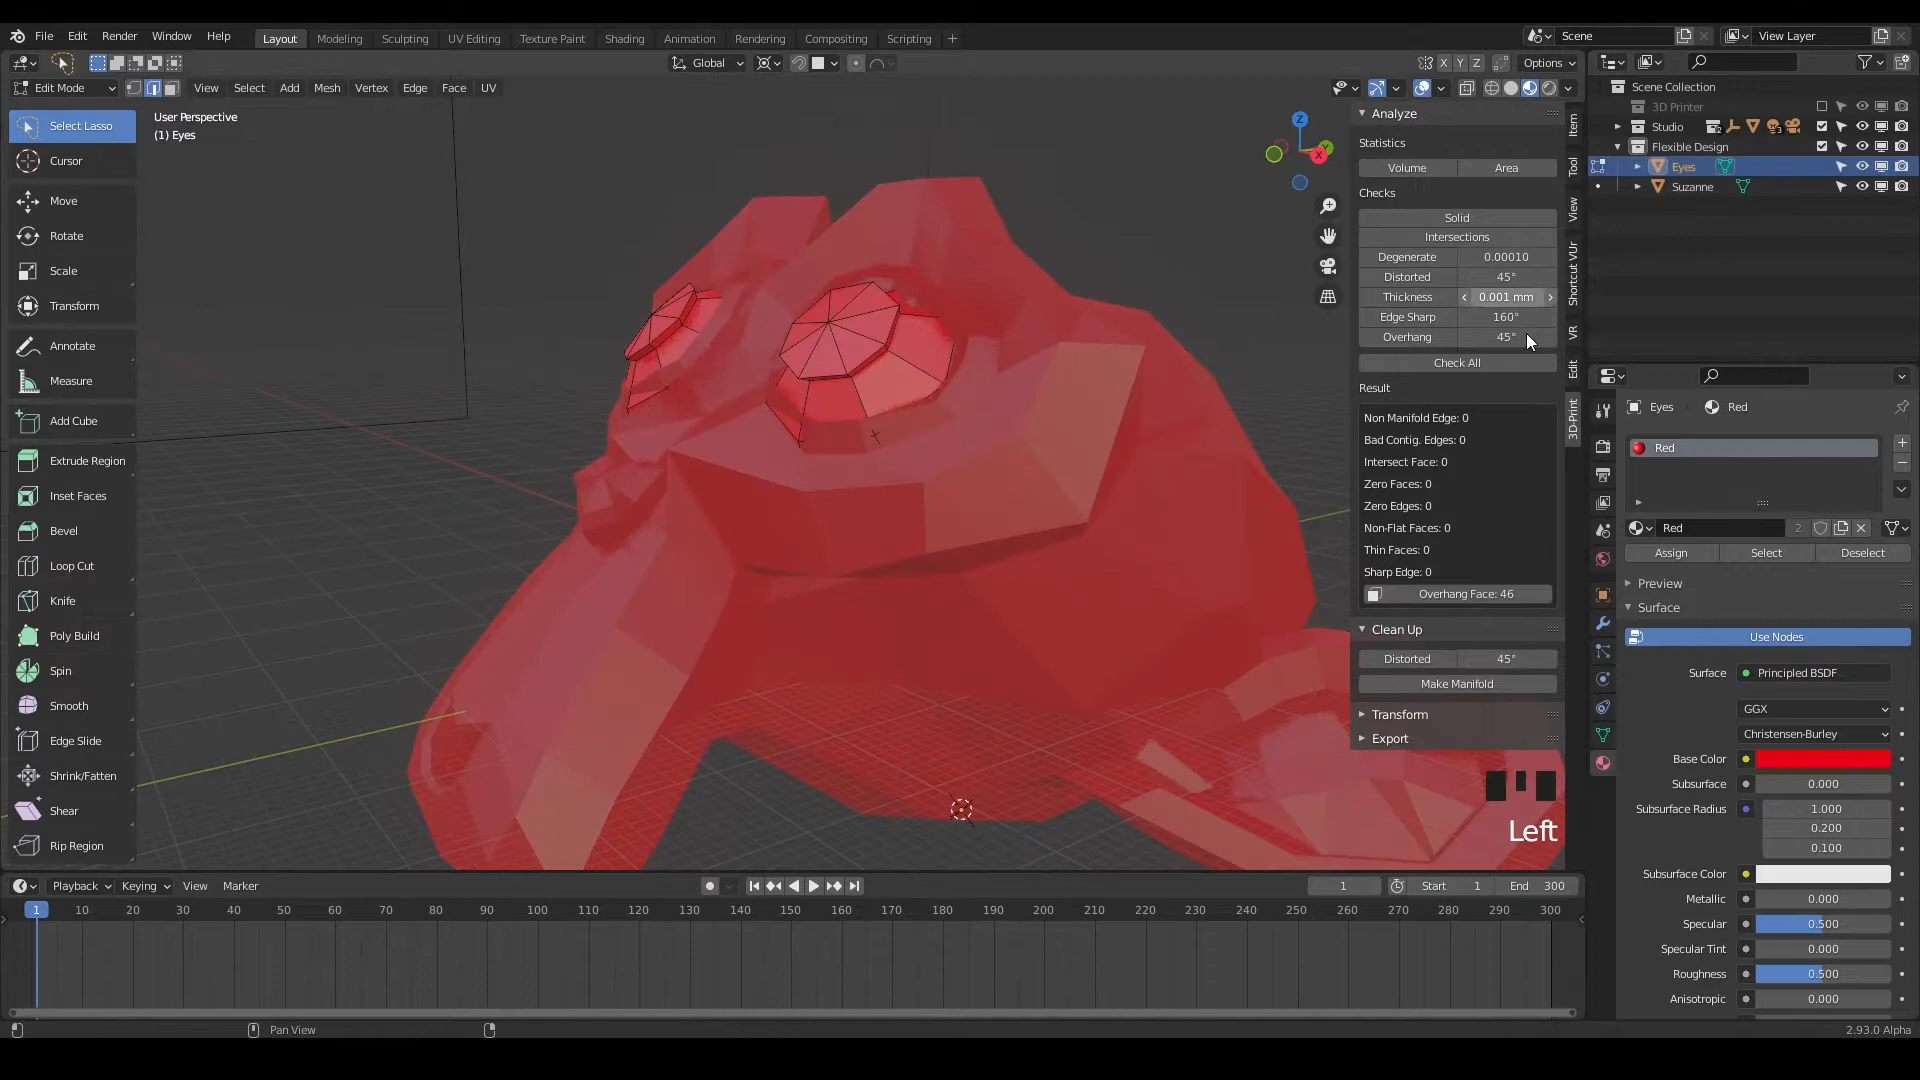 File Edit Render Window Help Layout Modeling Sculpting UV Editing Texture Paint Shading Animation Rendering Compositing Scripting + Scene View Layer
Global X Y Z Options
Edit Mode View Select Add Mesh Vertex Edge Face UV
User Perspective
(1) Eyes
Select Lasso
Cursor
Move
Rotate
Scale
Transform
Annotate
Measure
Add Cube
Extrude Region
Inset Faces
Bevel
Loop Cut
Knife
Poly Build
Spin
Smooth
Edge Slide
Shrink/Fatten
Shear
Rip Region
Z
Y
X
Analyze
Statistics
Volume Area
Checks
Solid
Intersections
Degenerate 0.00010
Distorted 45°
Thickness 0.001 mm
Edge Sharp 160°
Overhang 45°
Check All
Result
Non Manifold Edge: 0
Bad Contig. Edges: 0
Intersect Face: 0
Zero Faces: 0
Zero Edges: 0
Non-Flat Faces: 0
Thin Faces: 0
Sharp Edge: 0
Overhang Face: 46
Clean Up
Distorted 45°
Make Manifold
Transform
Export
Left
Item
Tool
View
Shortcut VUr
VR
Edit
3D-Print
Scene Collection
3D Printer
Studio 2 3
Flexible Design
Eyes
Suzanne
Eyes Red
Red
Red 2
Assign Select Deselect
Preview
Surface
Use Nodes
Surface Principled BSDF
GGX
Christensen-Burley
Base Color
Subsurface 0.000
Subsurface Radius 1.000
0.200
0.100
Subsurface Color
Metallic 0.000
Specular 0.500
Specular Tint 0.000
Roughness 0.500
Anisotropic 0.000
Playback Keying View Marker 1 Start 1 End 300
1 10 20 30 40 50 60 70 80 90 100 110 120 130 140 150 160 170 180 190 200 210 220 230 240 250 260 270 280 290 300
Pan View 2.93.0 Alpha